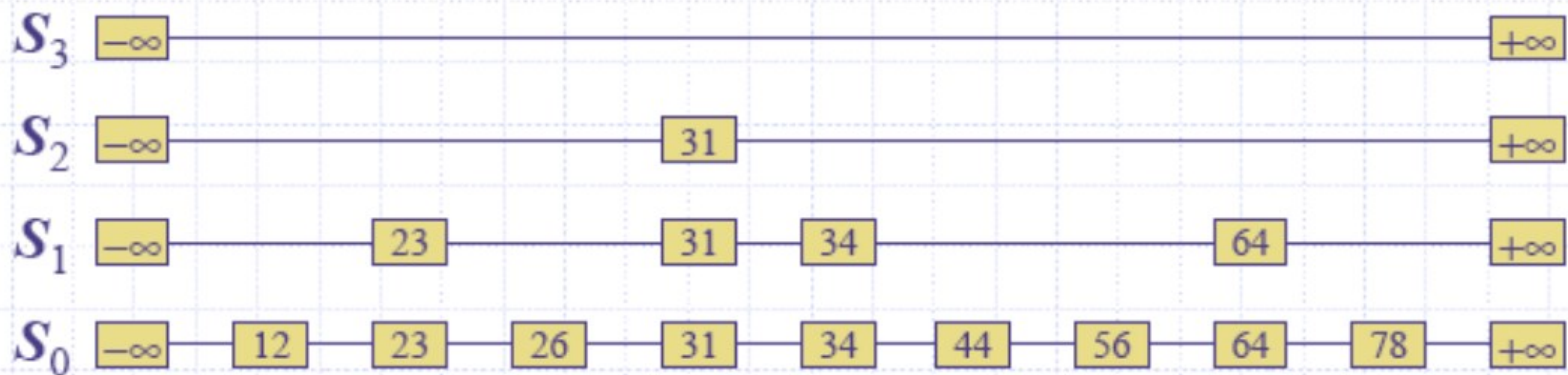 S3 −∞ +∞
S2 −∞ 31 +∞
S1 −∞ 23 31 34 64 +∞
S0 −∞ 12 23 26 31 34 44 56 64 78 +∞